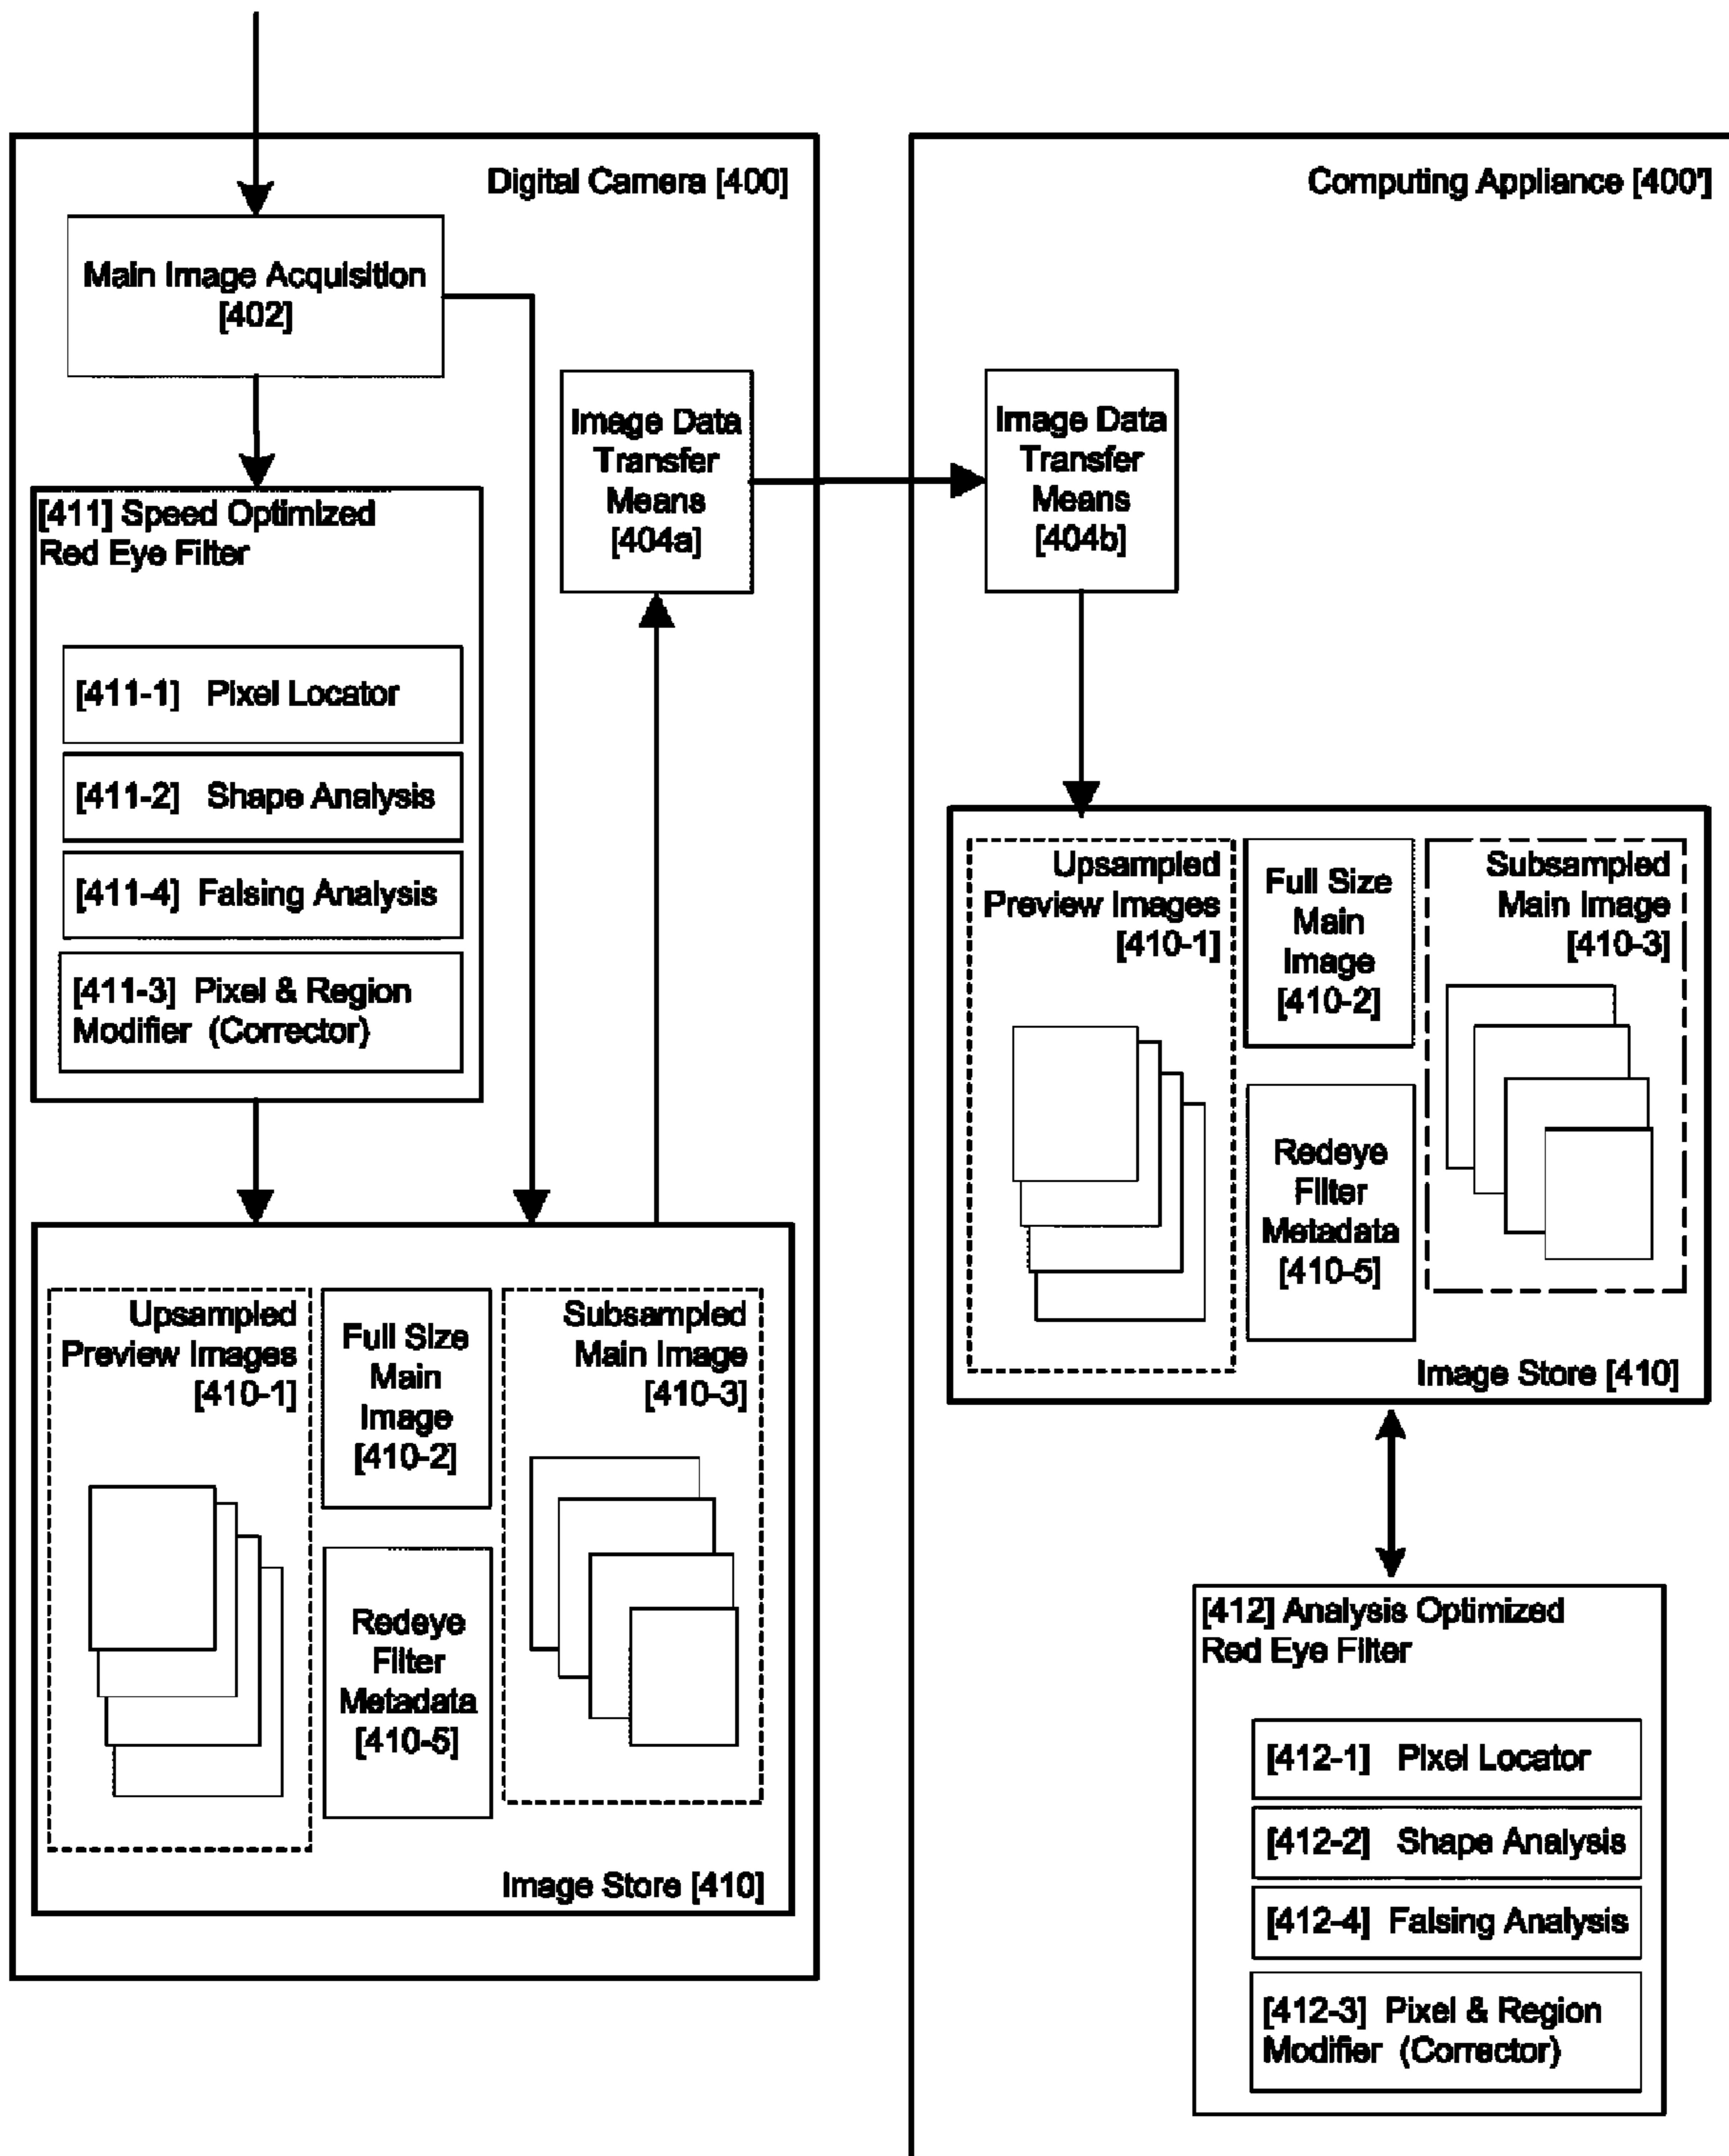 Digital Camera [400]
Main Image Acquisition
[402]
Image Data
Transfer
Means
[404a]
[411] Speed Optimized
Red Eye Filter
[411-1] Pixel Locator
[411-2] Shape Analysis
[411-4] Falsing Analysis
[411-3] Pixel & Region
Modifier (Corrector)
Upsampled
Preview Images
[410-1]
Full Size
Main
Image
[410-2]
Subsampled
Main Image
[410-3]
Redeye
Filter
Metadata
[410-5]
Image Store [410]
Computing Appliance [400']
Image Data
Transfer
Means
[404b]
Upsampled
Preview Images
[410-1]
Full Size
Main
Image
[410-2]
Subsampled
Main Image
[410-3]
Redeye
Filter
Metadata
[410-5]
Image Store [410]
[412] Analysis Optimized
Red Eye Filter
[412-1] Pixel Locator
[412-2] Shape Analysis
[412-4] Falsing Analysis
[412-3] Pixel & Region
Modifier (Corrector)